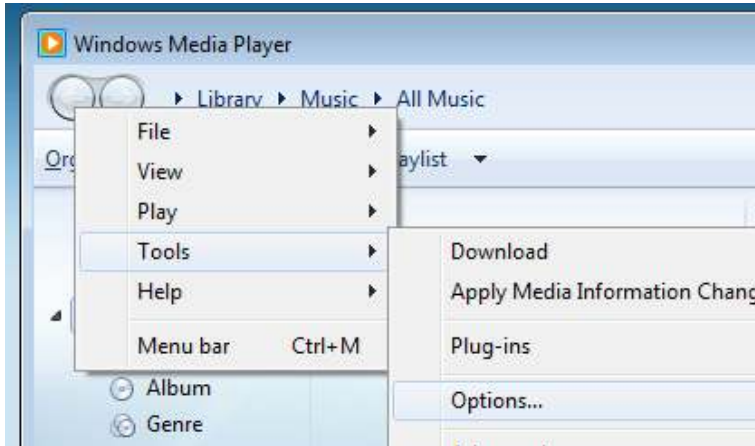 Windows Media Player
Library Music All Music
File
View
Play
Tools
Help
Menu bar Ctrl+M
Download
Apply Media Information
Plug-ins
Options...
Album
Genre